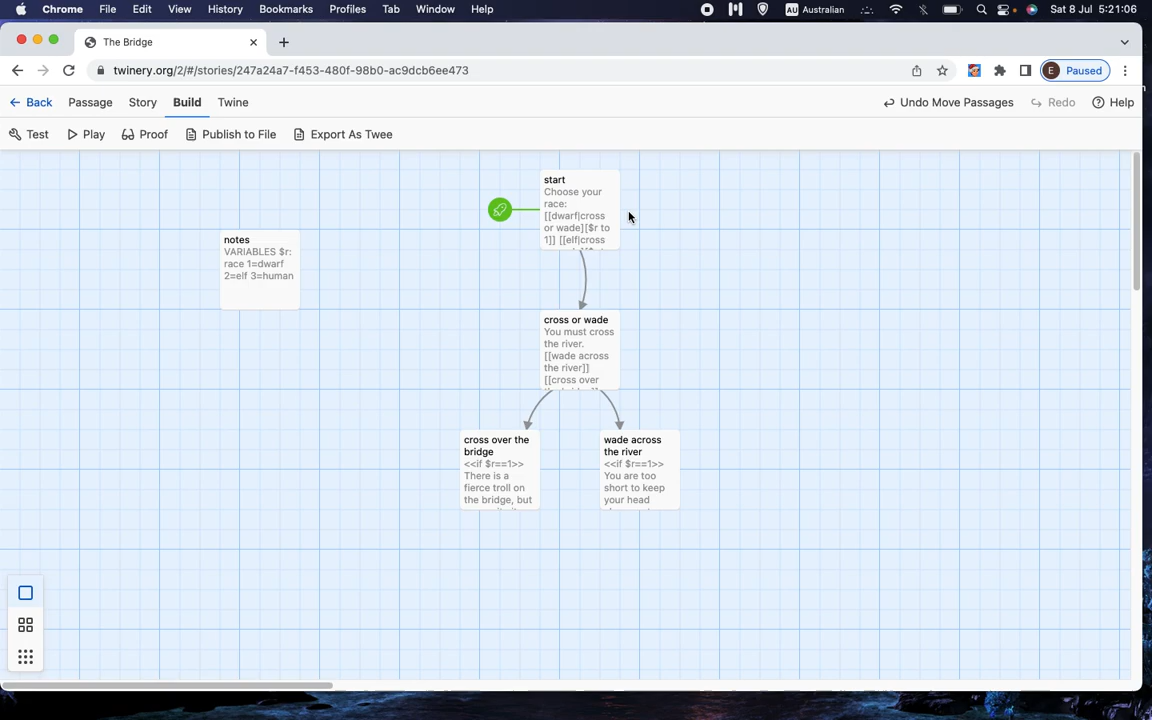 Chrome File Edit View History Bookmarks Profiles Tab Window Help AU Australian Sat 8 Jul 5:21:06
The Bridge
twinery.org/2/#/stories/247a24a7-f453-480f-98b0-ac9dcb6ee473 E Paused
Back Passage Story Build Twine Undo Move Passages Redo Help
Test Play Proof Publish to File Export As Twee
start
Choose your
race:
[[dwarf|cross
or wade][$r to
1]] [[elf|cross
notes
VARIABLES $r:
race 1=dwarf
2=elf 3=human
cross or wade
You must cross
the river.
[[wade across
the river]]
[[cross over
cross over the
bridge
<<if $r==1>>
There is a
fierce troll on
the bridge, but
wade across
the river
<<if $r==1>>
You are too
short to keep
your head